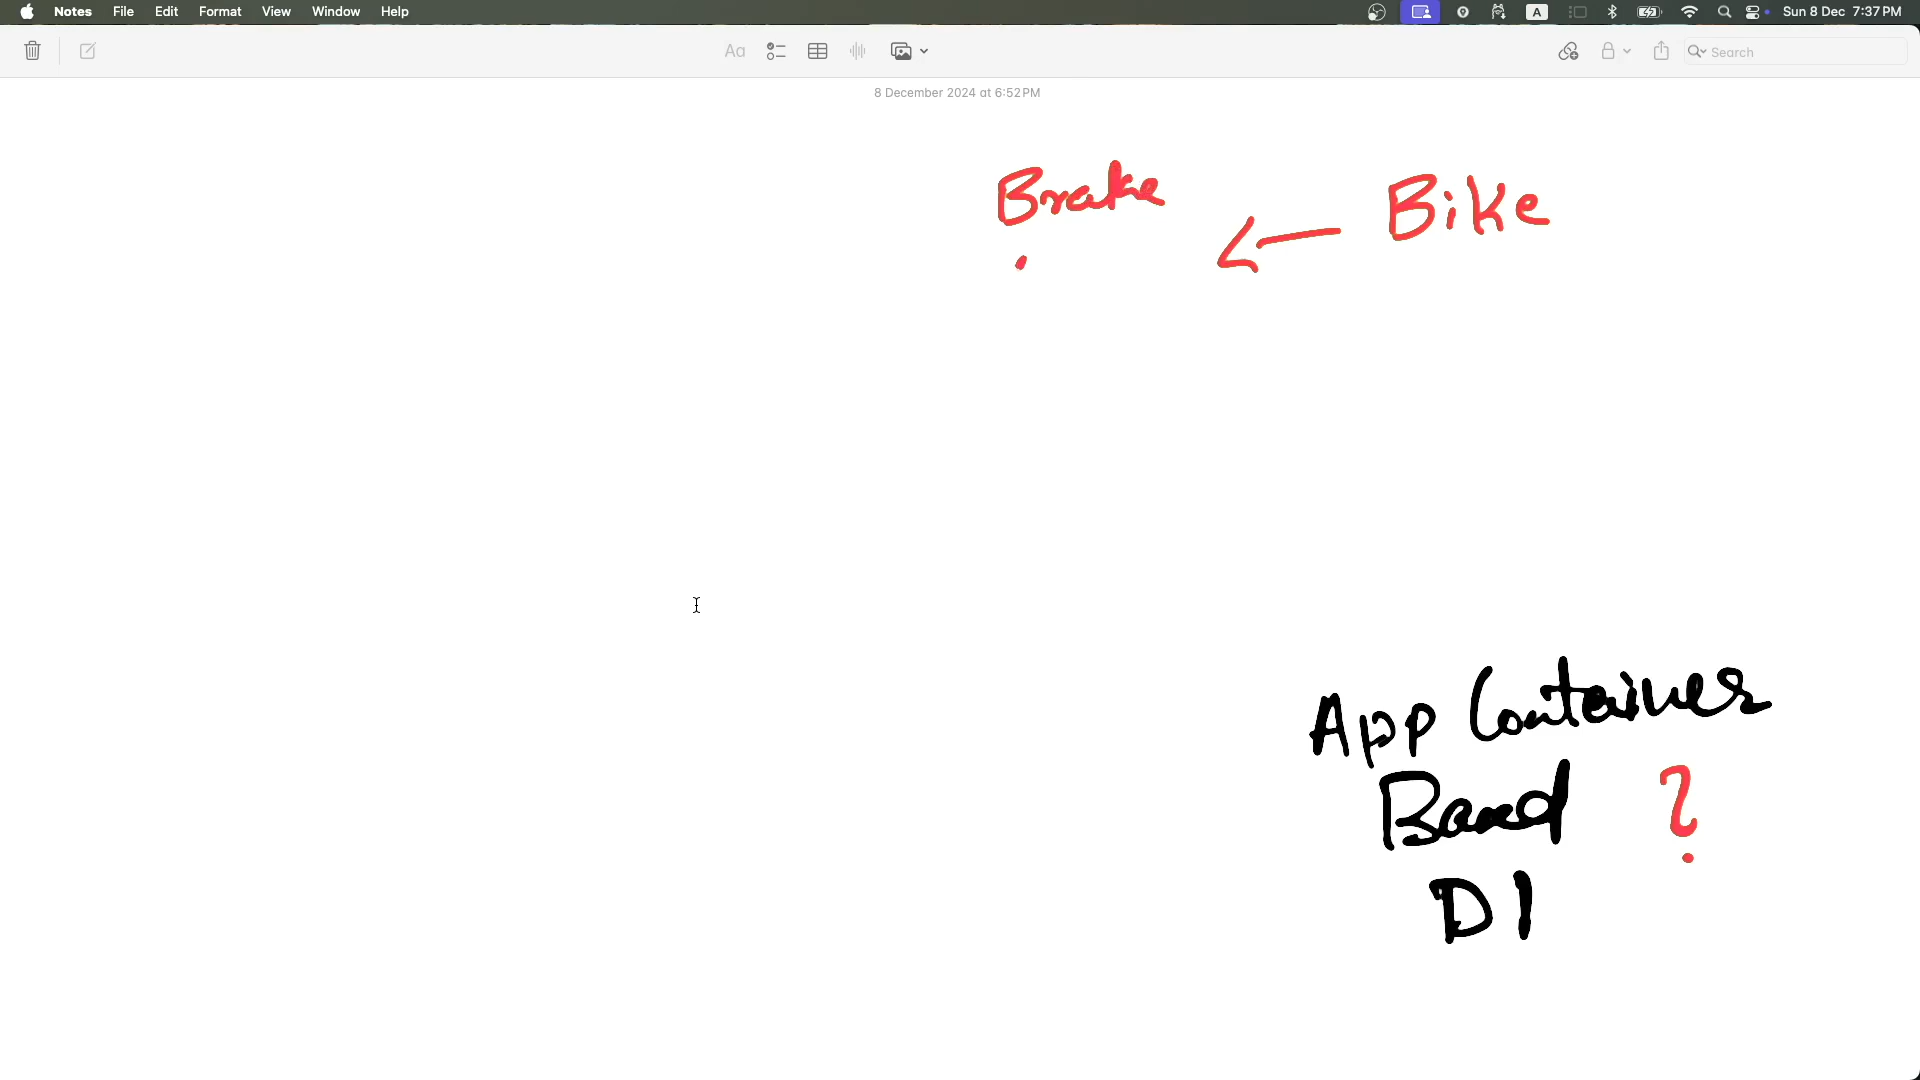 Notes File Edit Format View Window Help
A
Sun 8 Dec 7:37 PM
Aa
Search
8 December 2024 at 6:52 PM
Brake
Bike
App Container
Based ?
DI